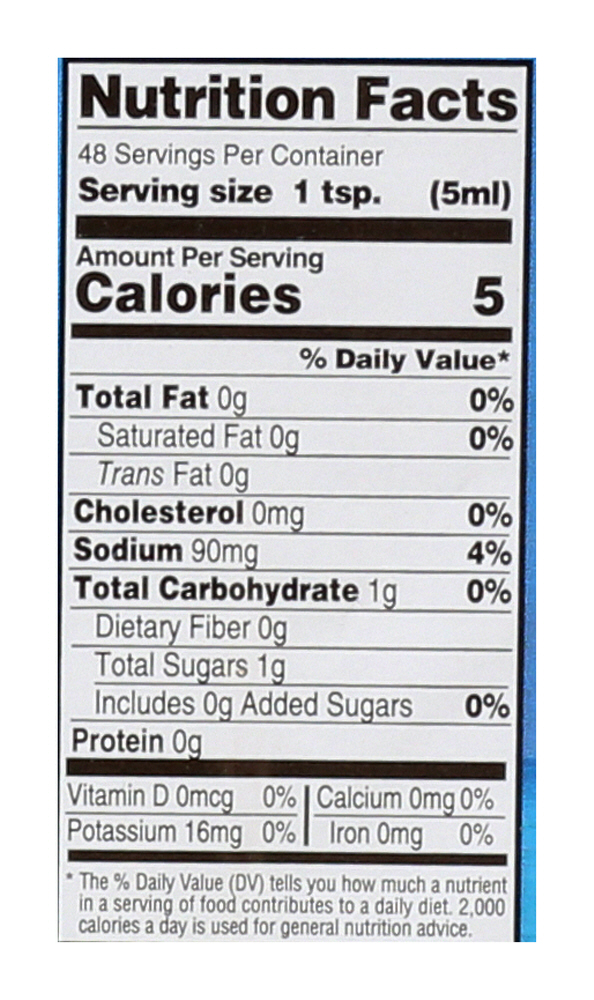 Nutrition Facts
48 Servings Per Container
Serving size 1 tsp. (5ml)
Amount Per Serving
Calories 5
% Daily Value*
Total Fat 0g 0%
Saturated Fat 0g 0%
Trans Fat 0g
Cholesterol 0mg 0%
Sodium 90mg 4%
Total Carbohydrate 1g 0%
Dietary Fiber 0g
Total Sugars 1g
Includes 0g Added Sugars 0%
Protein 0g
Vitamin D 0mcg 0% Calcium 0mg 0%
Potassium 16mg 0% Iron 0mg 0%
* The % Daily Value (DV) tells you how much a nutrient
in a serving of food contributes to a daily diet. 2,000
calories a day is used for general nutrition advice.